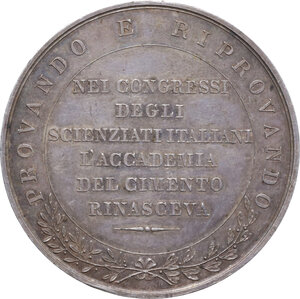 PROVANDO E RIPROVANDO
NEI CONGRESSI
DEGLI
SCIENZIATI ITALIANI
L'ACCADEMIA
DEL CIMENTO
RINASCEVA